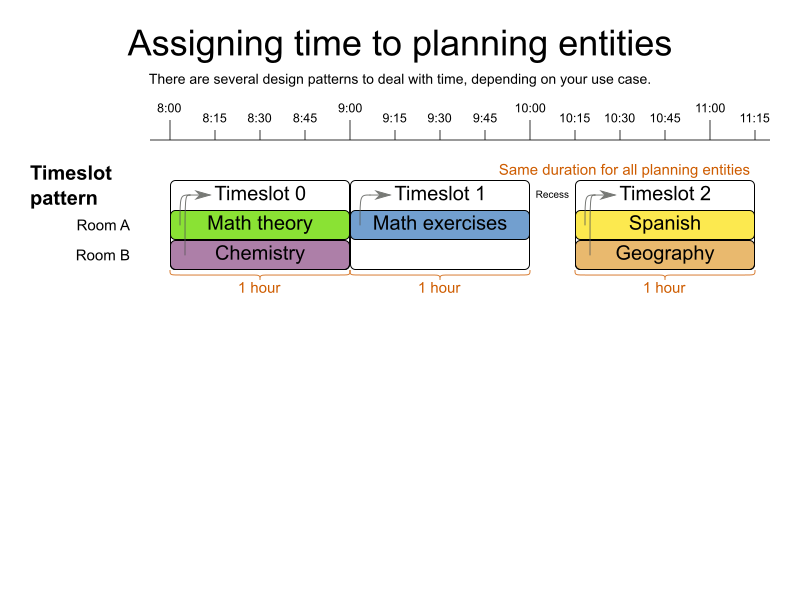 Assigning time to planning entities
There are several design patterns to deal with time, depending on your use case.
8:00 8:15 8:30 8:45 9:00 9:15 9:30 9:45 10:00 10:15 10:30 10:45 11:00 11:15
Timeslot
pattern
Same duration for all planning entities
Timeslot 0 Timeslot 1 Recess Timeslot 2
Room A Math theory Math exercises Spanish
Room B Chemistry Geography
1 hour 1 hour 1 hour